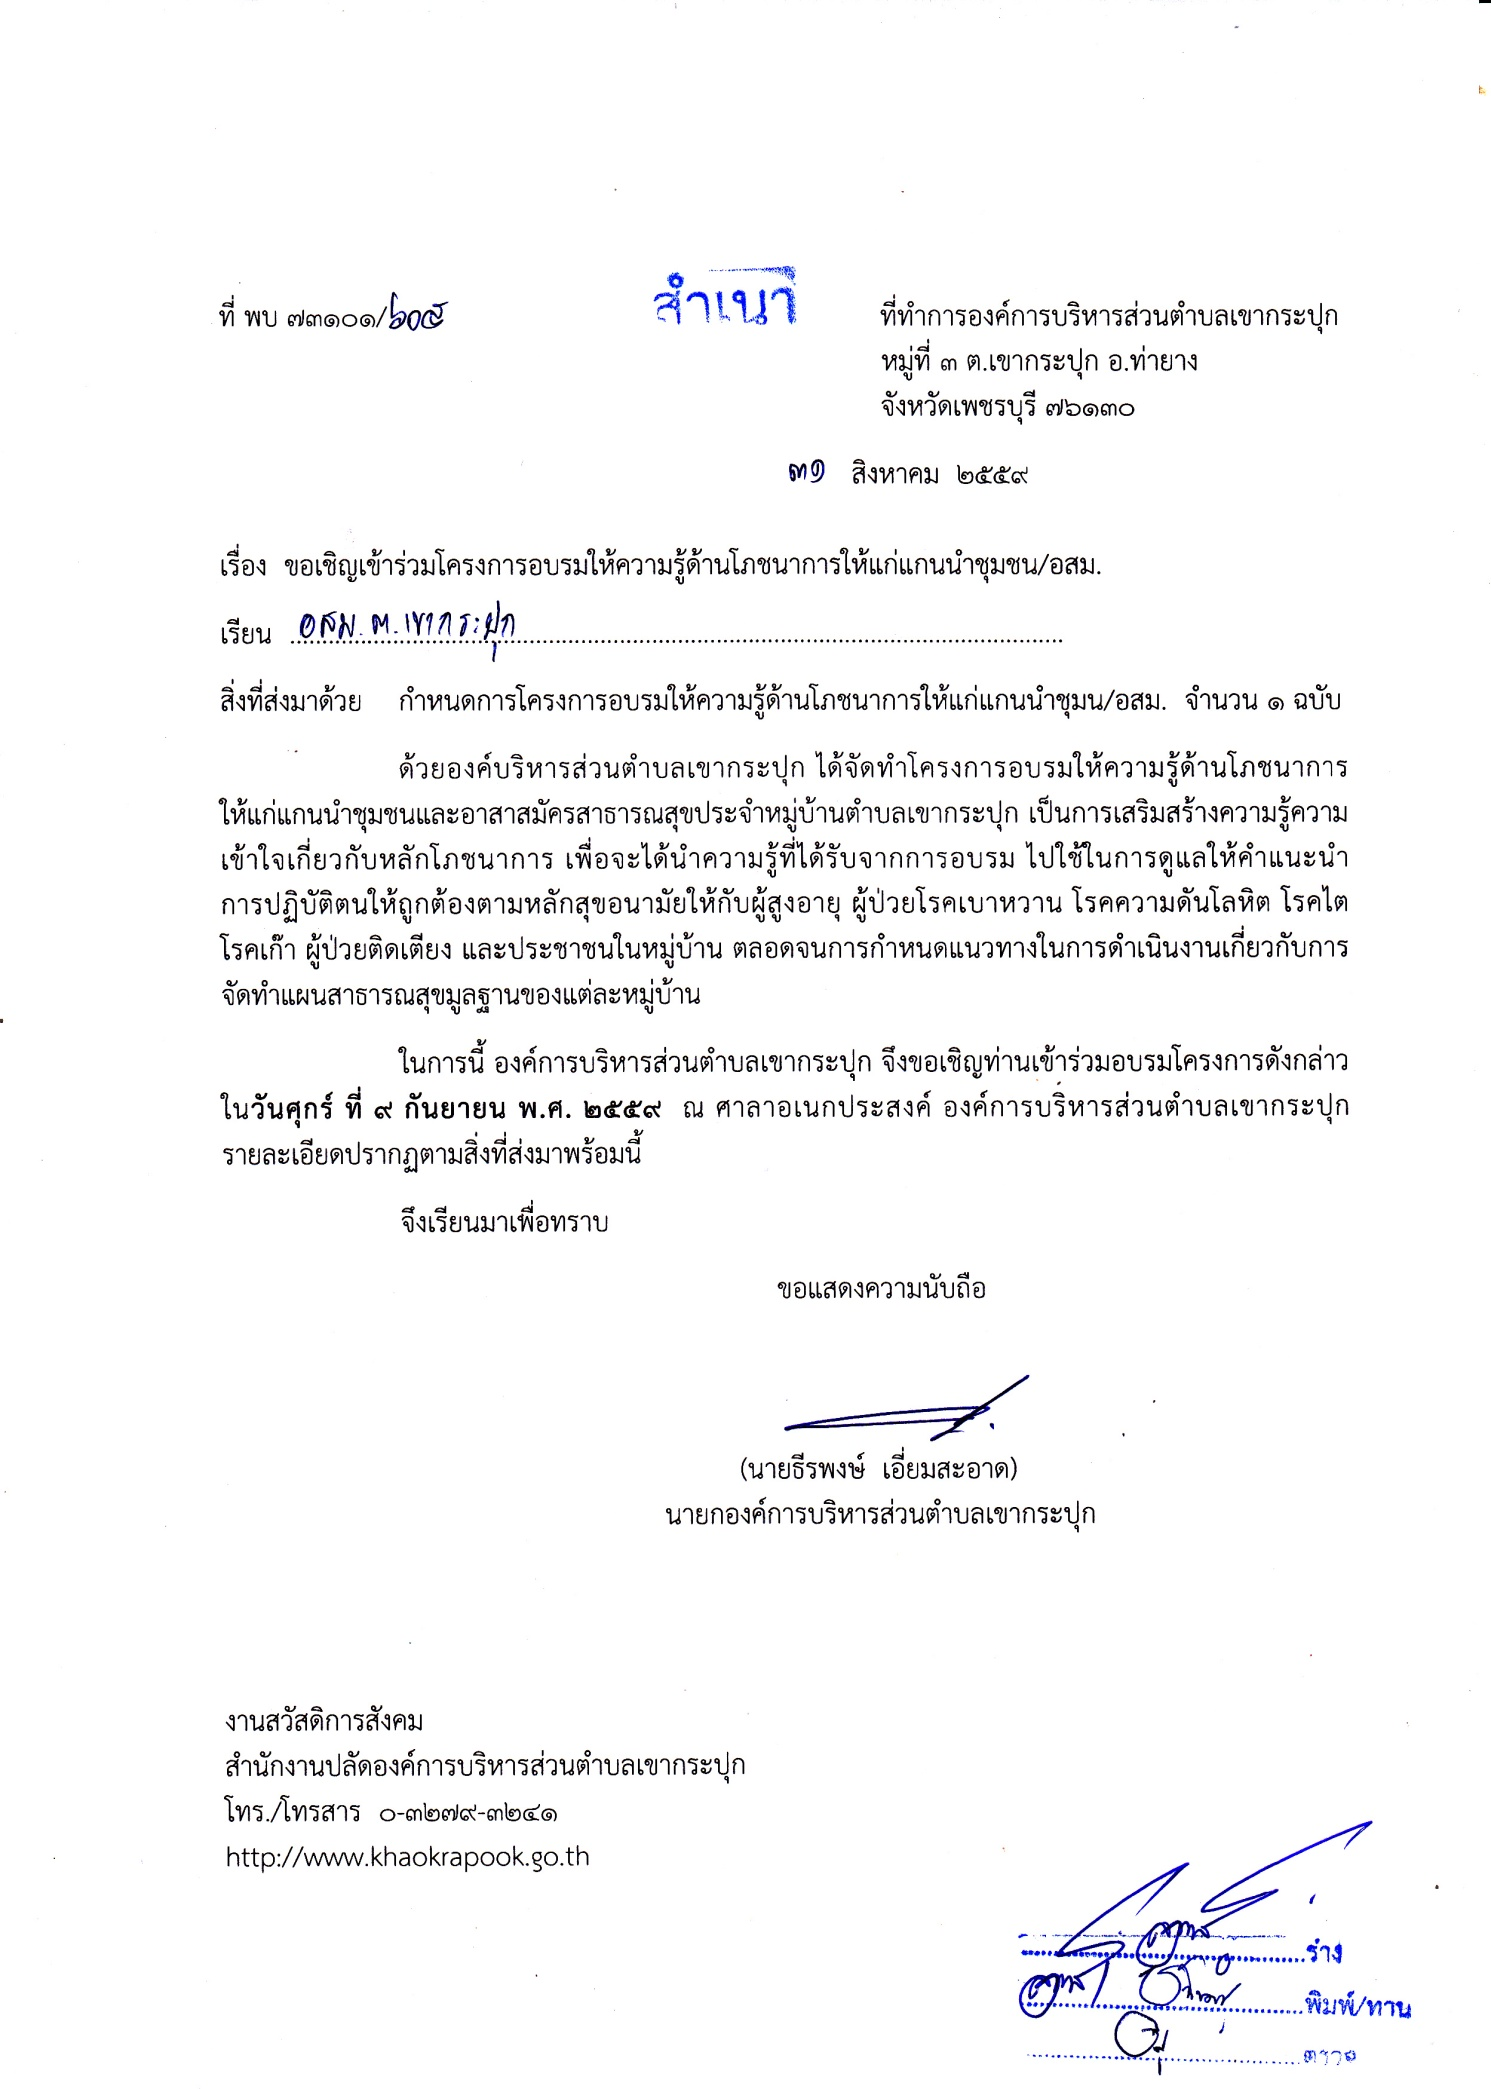 ที่ พบ ๗๓๑๐๑/๖๐๕
สำเนา
ที่ทำการองค์การบริหารส่วนตำบลเขากระปุก
หมู่ที่ ๓ ต.เขากระปุก อ.ท่ายาง
จังหวัดเพชรบุรี ๗๖๑๓๐
๓๑ สิงหาคม ๒๕๕๙
เรื่อง ขอเชิญเข้าร่วมโครงการอบรมให้ความรู้ด้านโภชนาการให้แก่แกนนำชุมชน/อสม.
เรียน อสม.ต.เขากระปุก
สิ่งที่ส่งมาด้วย กำหนดการโครงการอบรมให้ความรู้ด้านโภชนาการให้แก่แกนนำชุมน/อสม. จำนวน ๑ ฉบับ
ด้วยองค์บริหารส่วนตำบลเขากระปุก ได้จัดทำโครงการอบรมให้ความรู้ด้านโภชนาการ
ให้แก่แกนนำชุมชนและอาสาสมัครสาธารณสุขประจำหมู่บ้านตำบลเขากระปุก เป็นการเสริมสร้างความรู้ความ
เข้าใจเกี่ยวกับหลักโภชนาการ เพื่อจะได้นำความรู้ที่ได้รับจากการอบรม ไปใช้ในการดูแลให้คำแนะนำ
การปฏิบัติตนให้ถูกต้องตามหลักสุขอนามัยให้กับผู้สูงอายุ ผู้ป่วยโรคเบาหวาน โรคความดันโลหิต โรคไต
โรคเก๊า ผู้ป่วยติดเตียง และประชาชนในหมู่บ้าน ตลอดจนการกำหนดแนวทางในการดำเนินงานเกี่ยวกับการ
จัดทำแผนสาธารณสุขมูลฐานของแต่ละหมู่บ้าน
ในการนี้ องค์การบริหารส่วนตำบลเขากระปุก จึงขอเชิญท่านเข้าร่วมอบรมโครงการดังกล่าว
ในวันศุกร์ ที่ ๙ กันยายน พ.ศ. ๒๕๕๙ ณ ศาลาอเนกประสงค์ องค์การบริหารส่วนตำบลเขากระปุก
รายละเอียดปรากฏตามสิ่งที่ส่งมาพร้อมนี้
จึงเรียนมาเพื่อทราบ
ขอแสดงความนับถือ
(นายธีรพงษ์ เอี่ยมสะอาด)
นายกองค์การบริหารส่วนตำบลเขากระปุก
งานสวัสดิการสังคม
สำนักงานปลัดองค์การบริหารส่วนตำบลเขากระปุก
โทร./โทรสาร ๐-๓๒๗๙-๓๒๔๑
http://www.khaokrapook.go.th
ร่าง
พิมพ์/ทาน
ตรวจ